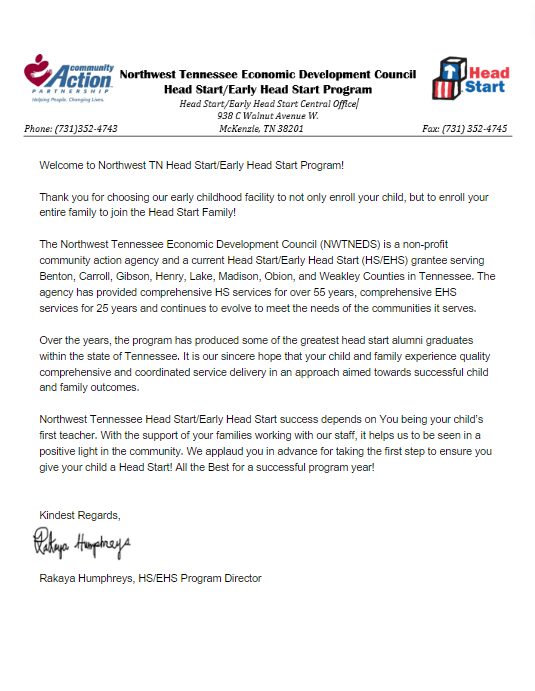 community
Action
PARTNERSHIP
Helping People. Changing Lives.
Northwest Tennessee Economic Development Council
Head Start/Early Head Start Program
Head Start/Early Head Start Central Office
938 C Walnut Avenue W.
Phone: (731)352-4743 McKenzie, TN 38201 Fax: (731) 352-4745
Head
Start
Welcome to Northwest TN Head Start/Early Head Start Program!
Thank you for choosing our early childhood facility to not only enroll your child, but to enroll your
entire family to join the Head Start Family!
The Northwest Tennessee Economic Development Council (NWTNEDS) is a non-profit
community action agency and a current Head Start/Early Head Start (HS/EHS) grantee serving
Benton, Carroll, Gibson, Henry, Lake, Madison, Obion, and Weakley Counties in Tennessee. The
agency has provided comprehensive HS services for over 55 years, comprehensive EHS
services for 25 years and continues to evolve to meet the needs of the communities it serves.
Over the years, the program has produced some of the greatest head start alumni graduates
within the state of Tennessee. It is our sincere hope that your child and family experience quality
comprehensive and coordinated service delivery in an approach aimed towards successful child
and family outcomes.
Northwest Tennessee Head Start/Early Head Start success depends on You being your child's
first teacher. With the support of your families working with our staff, it helps us to be seen in a
positive light in the community. We applaud you in advance for taking the first step to ensure you
give your child a Head Start! All the Best for a successful program year!
Kindest Regards,
Rakaya Humphreys
Rakaya Humphreys, HS/EHS Program Director